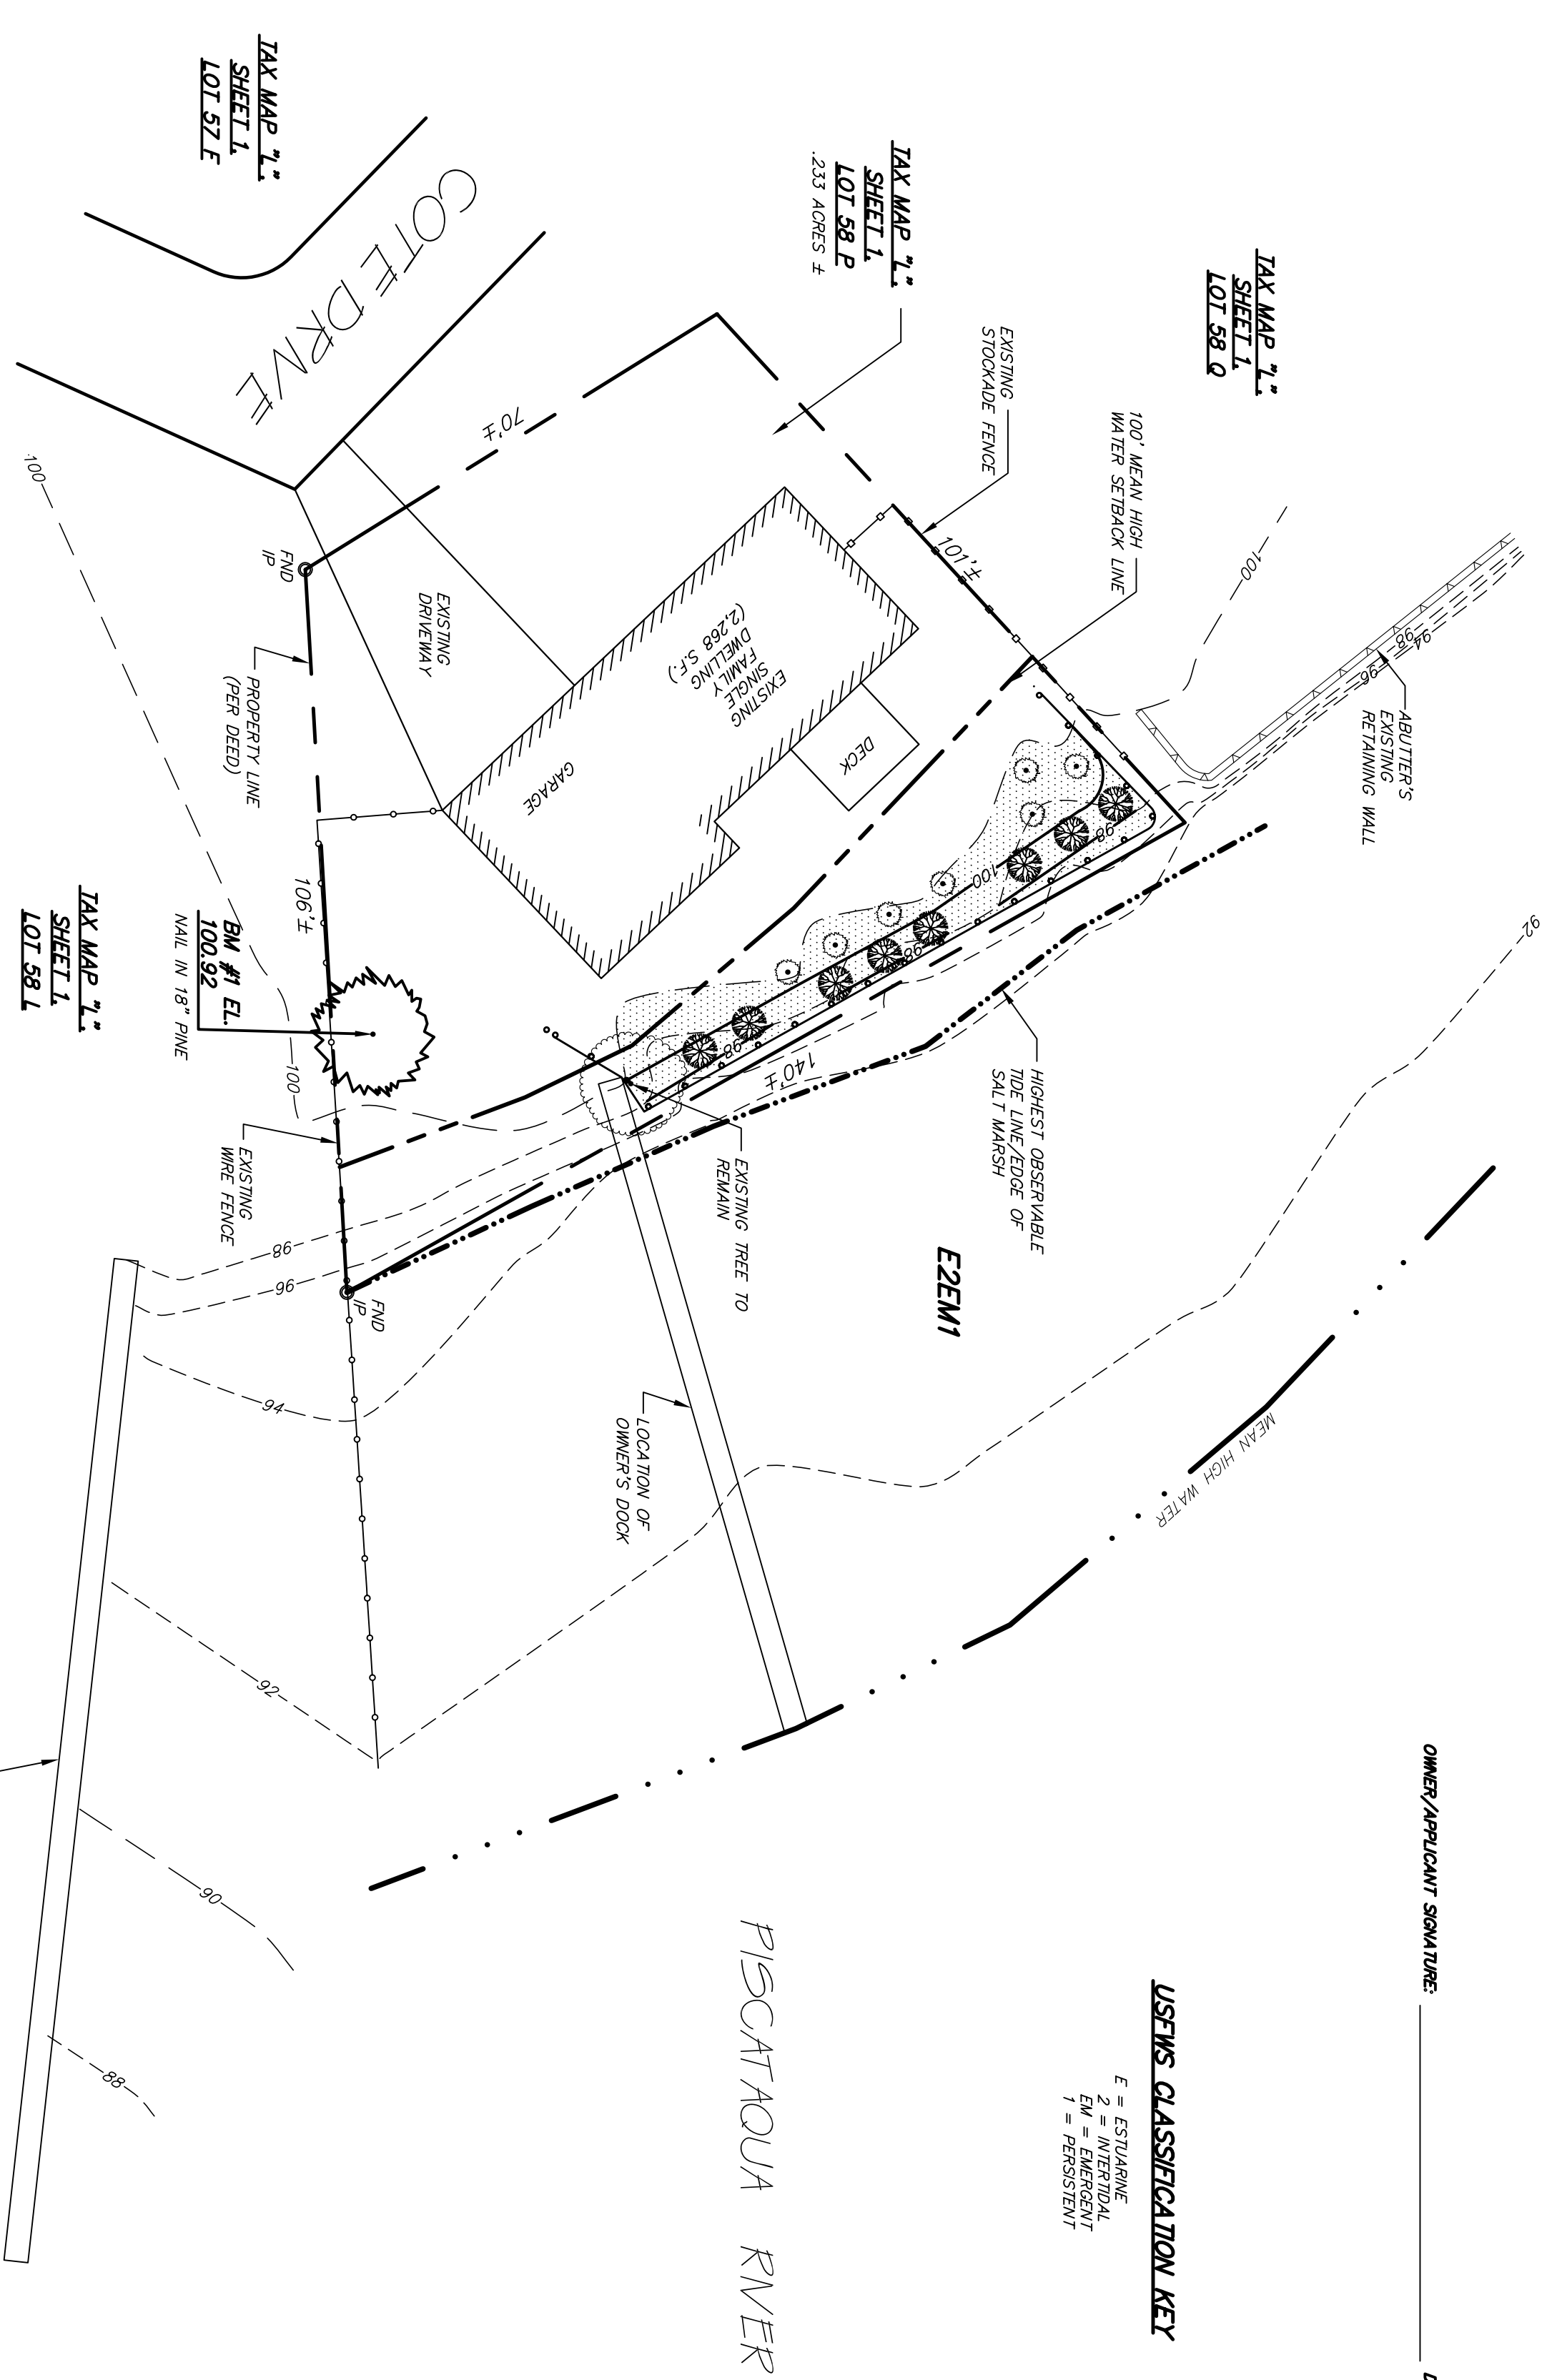 TAX MAP "L".
SHEET 1.
LOT 57 F
COTE DRIVE
TAX MAP "L".
SHEET 1.
LOT 58 P
.233 ACRES ±
TAX MAP "L".
SHEET 1.
LOT 58 Q
EXISTING
STOCKADE FENCE
100' MEAN HIGH
WATER SETBACK LINE
70'±
101'±
100
100
94
98
96
ABUTTER'S
EXISTING
RETAINING WALL
FND
IP
EXISTING
DRIVEWAY
PROPERTY LINE
(PER DEED)
EXISTING
SINGLE
FAMILY
DWELLING
(2,268 S.F.)
GARAGE
DECK
98
100
98
98
92
106'±
BM #1 EL.
100.92
NAIL IN 18" PINE
TAX MAP "L".
SHEET 1.
LOT 58 L
100
140'±
HIGHEST OBSERVABLE
TIDE LINE/EDGE OF
SALT MARSH
EXISTING TREE TO
REMAIN
EXISTING
WIRE FENCE
98
96
FND
IP
94
E2EM1
LOCATION OF
OWNER'S DOCK
MEAN HIGH WATER
92
90
88
PISCATAQUA RIVER
OWNER/APPLICANT SIGNATURE:
USFWS CLASSIFICATION KEY
E = ESTUARINE
2 = INTERTIDAL
EM = EMERGENT
1 = PERSISTENT